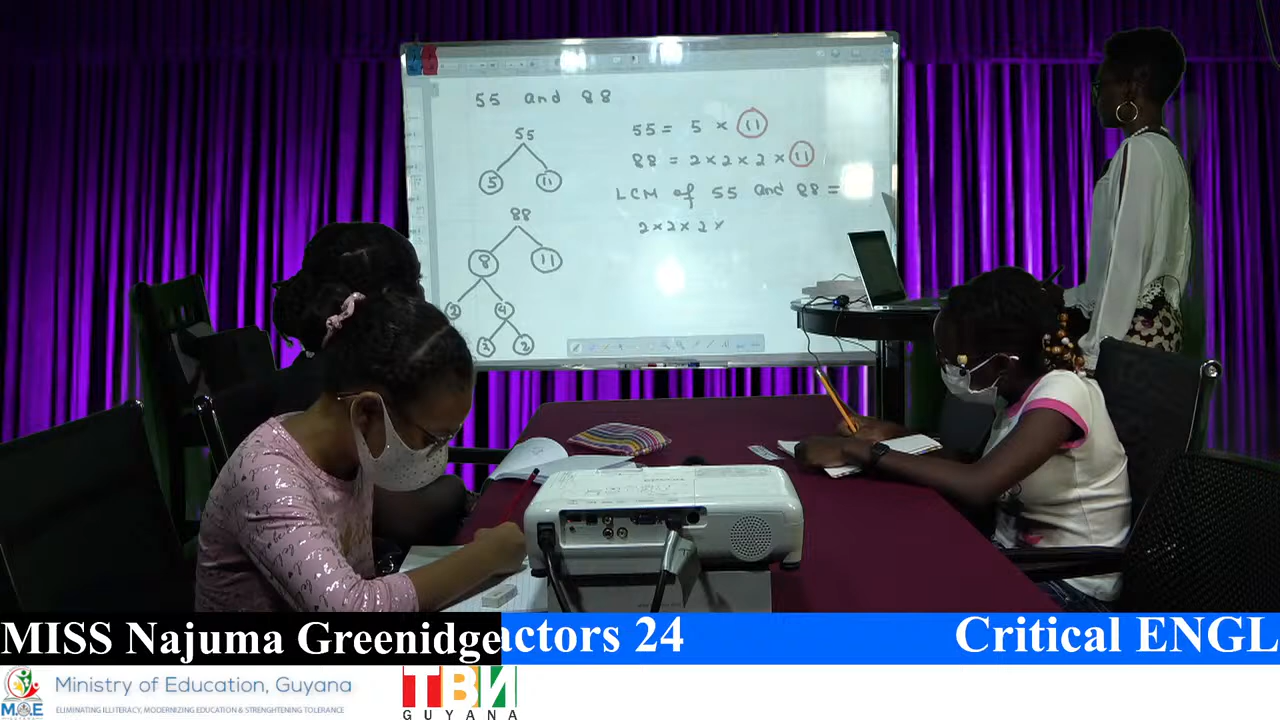 55 and 88
55
5 11
88
8 11
2 4
2 2
55 = 5 × 11
88 = 2 × 2 × 2 × 11
LCM of 55 and 88 =
2 × 2 × 2 ×
MISS Najuma Greenidge actors 24 Critical ENGL
Ministry of Education, Guyana
ELIMINATING ILLITERACY, MODERNIZING EDUCATION & STRENGHTENING TOLERANCE
M.O.E
TBN
GUYANA